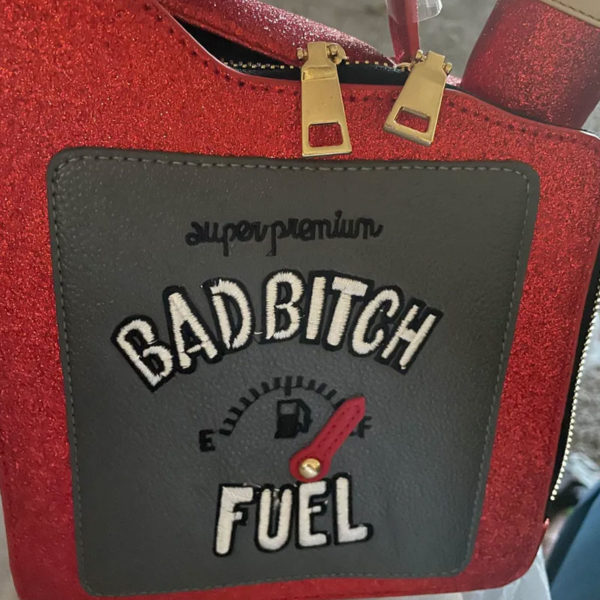 super premium
BAD BITCH
E F
FUEL